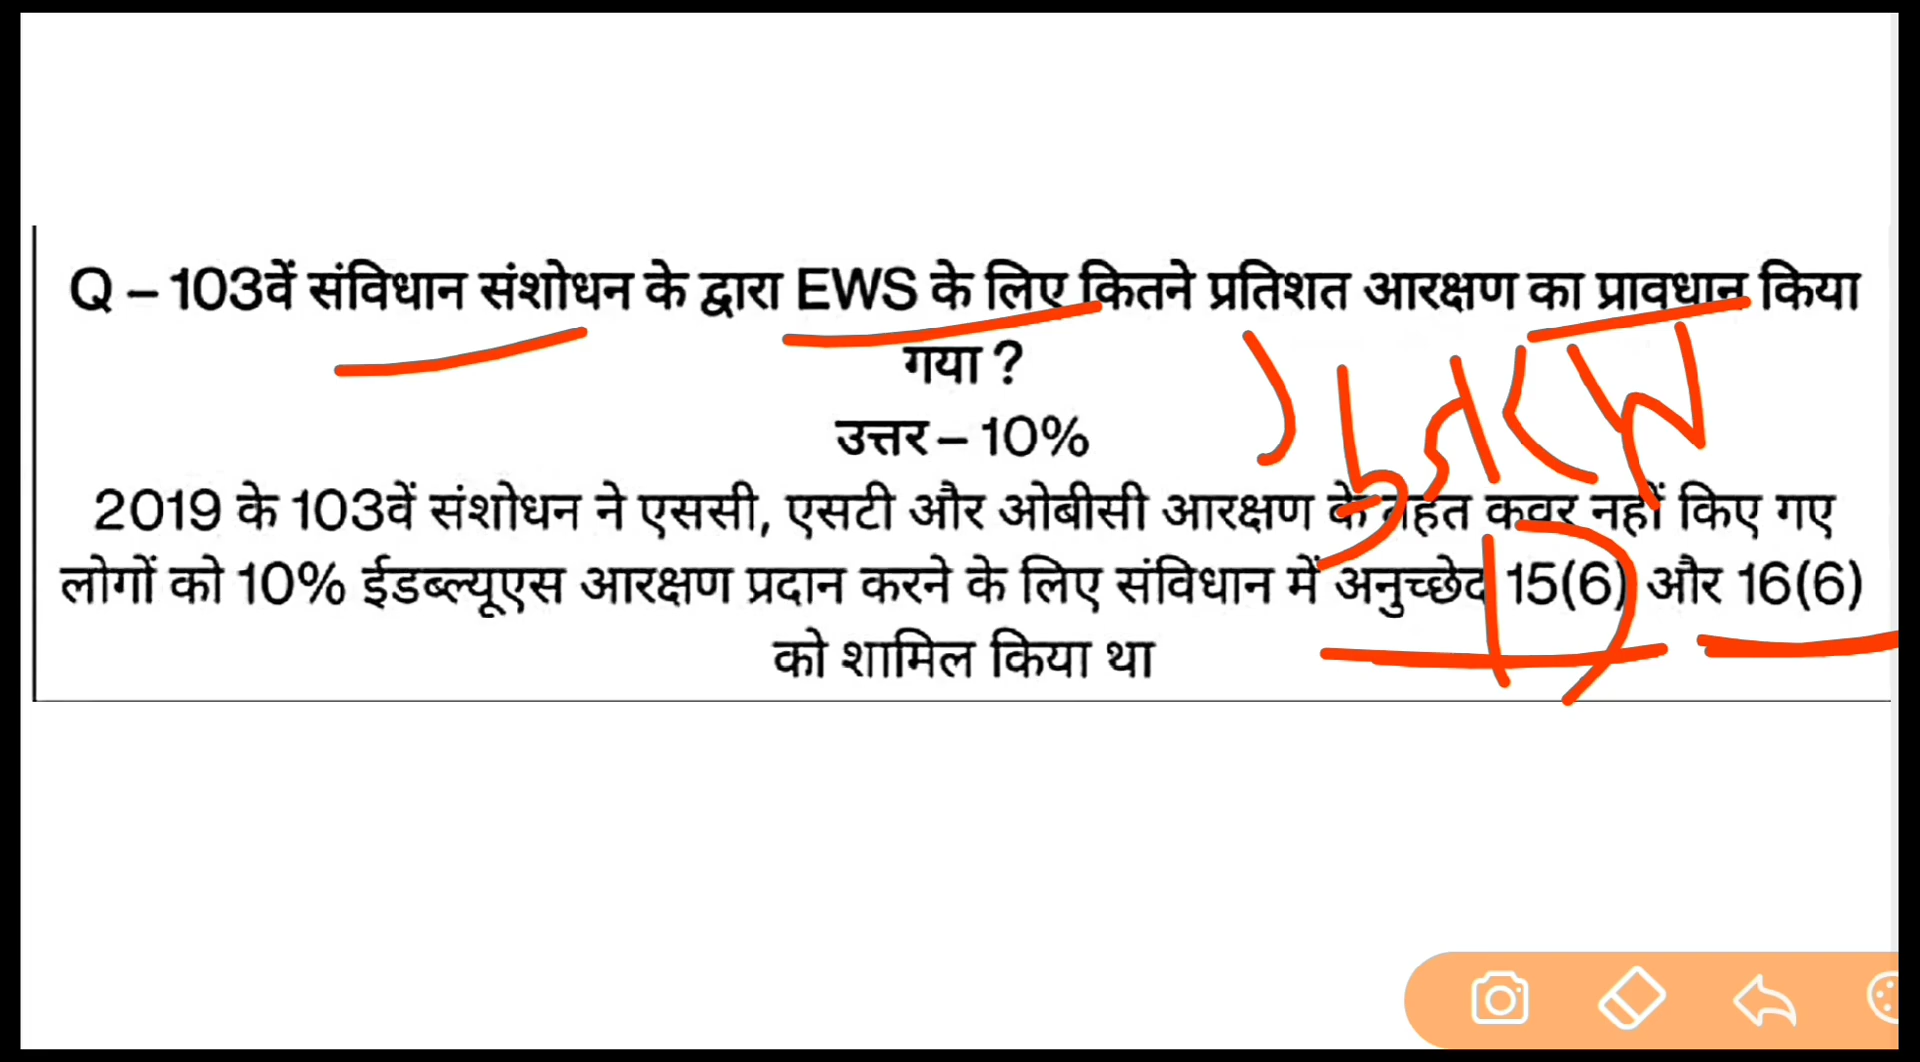 Q – 103वें संविधान संशोधन के द्वारा EWS के लिए कितने प्रतिशत आरक्षण का प्रावधान किया
गया ?
उत्तर – 10%
2019 के 103वें संशोधन ने एससी, एसटी और ओबीसी आरक्षण के तहत कवर नहीं किए गए
लोगों को 10% ईडब्ल्यूएस आरक्षण प्रदान करने के लिए संविधान में अनुच्छेद 15(6) और 16(6)
को शामिल किया था